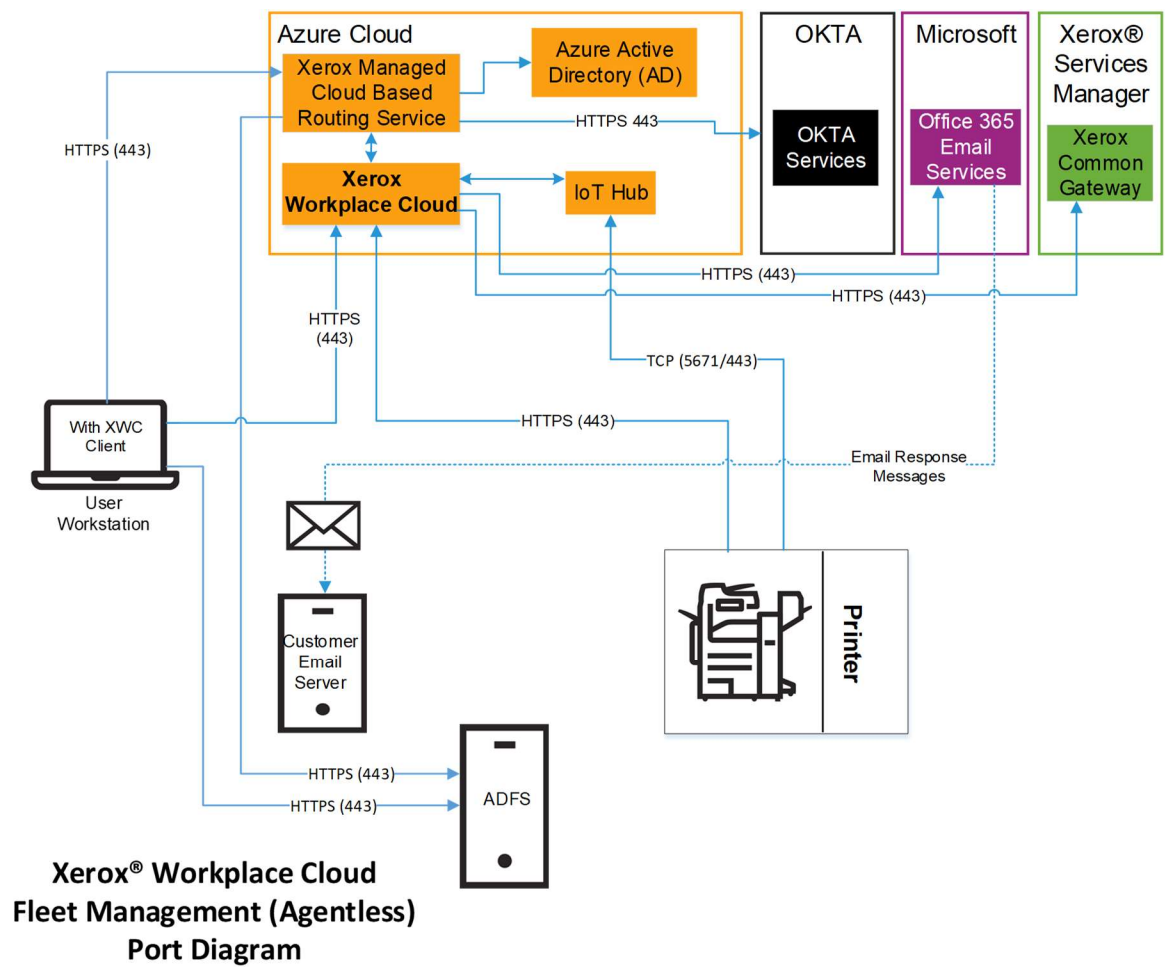 Azure Cloud
Xerox Managed
Cloud Based
Routing Service
Azure Active
Directory (AD)
OKTA
Microsoft
Xerox®
Services
Manager
HTTPS 443
OKTA
Services
Office 365
Email
Services
Xerox
Common
Gateway
HTTPS (443)
Xerox
Workplace Cloud
IoT Hub
HTTPS (443)
HTTPS (443)
HTTPS
(443)
TCP (5671/443)
HTTPS (443)
With XWC
Client
User
Workstation
Email Response
Messages
Customer
Email
Server
Printer
HTTPS (443)
HTTPS (443)
ADFS
Xerox® Workplace Cloud
Fleet Management (Agentless)
Port Diagram